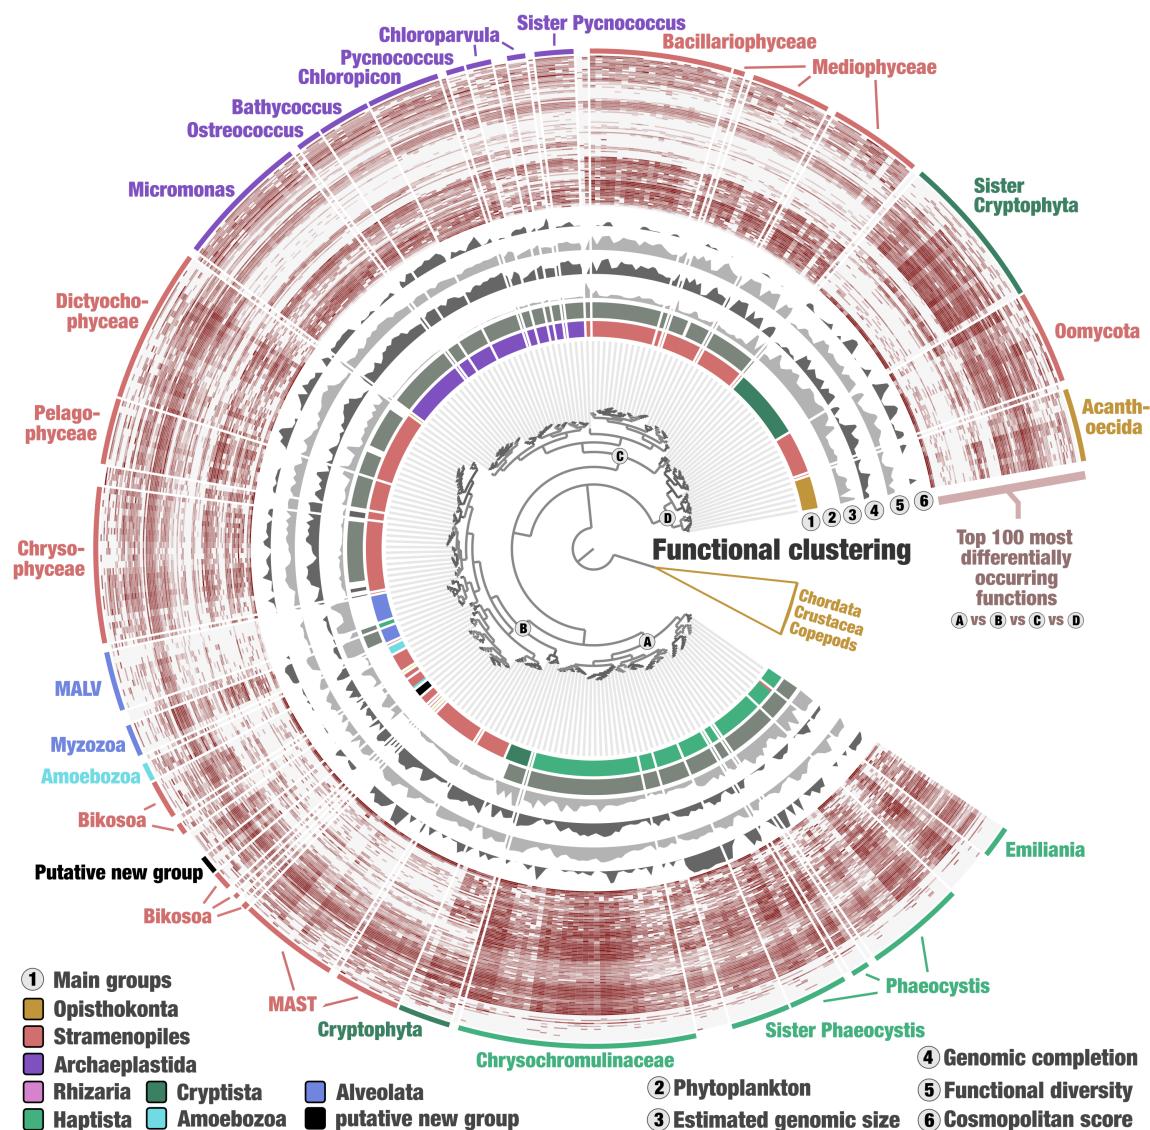 Sister Pycnococcus
Chloroparvula
Bacillariophyceae
Pycnococcus
Mediophyceae
Chloropicon
Bathycoccus
Ostreococcus
Micromonas
Sister
Cryptophyta
Dictyocho-
phyceae
Oomycota
Pelago-
phyceae
Acanth-
oecida
C
D
1 2 3 4 5 6
Functional clustering
Top 100 most
differentially
occurring
functions
A vs B vs C vs D
Chryso-
phyceae
Chordata
Crustacea
Copepods
B
A
MALV
Myzozoa
Amoebozoa
Bikosoa
Putative new group
Bikosoa
Emiliania
Phaeocystis
MAST
Cryptophyta
Sister Phaeocystis
Chrysochromulinaceae
1 Main groups
Opisthokonta
Stramenopiles
Archaeplastida
Rhizaria
Cryptista
Alveolata
Haptista
Amoebozoa
putative new group
2 Phytoplankton
3 Estimated genomic size
4 Genomic completion
5 Functional diversity
6 Cosmopolitan score